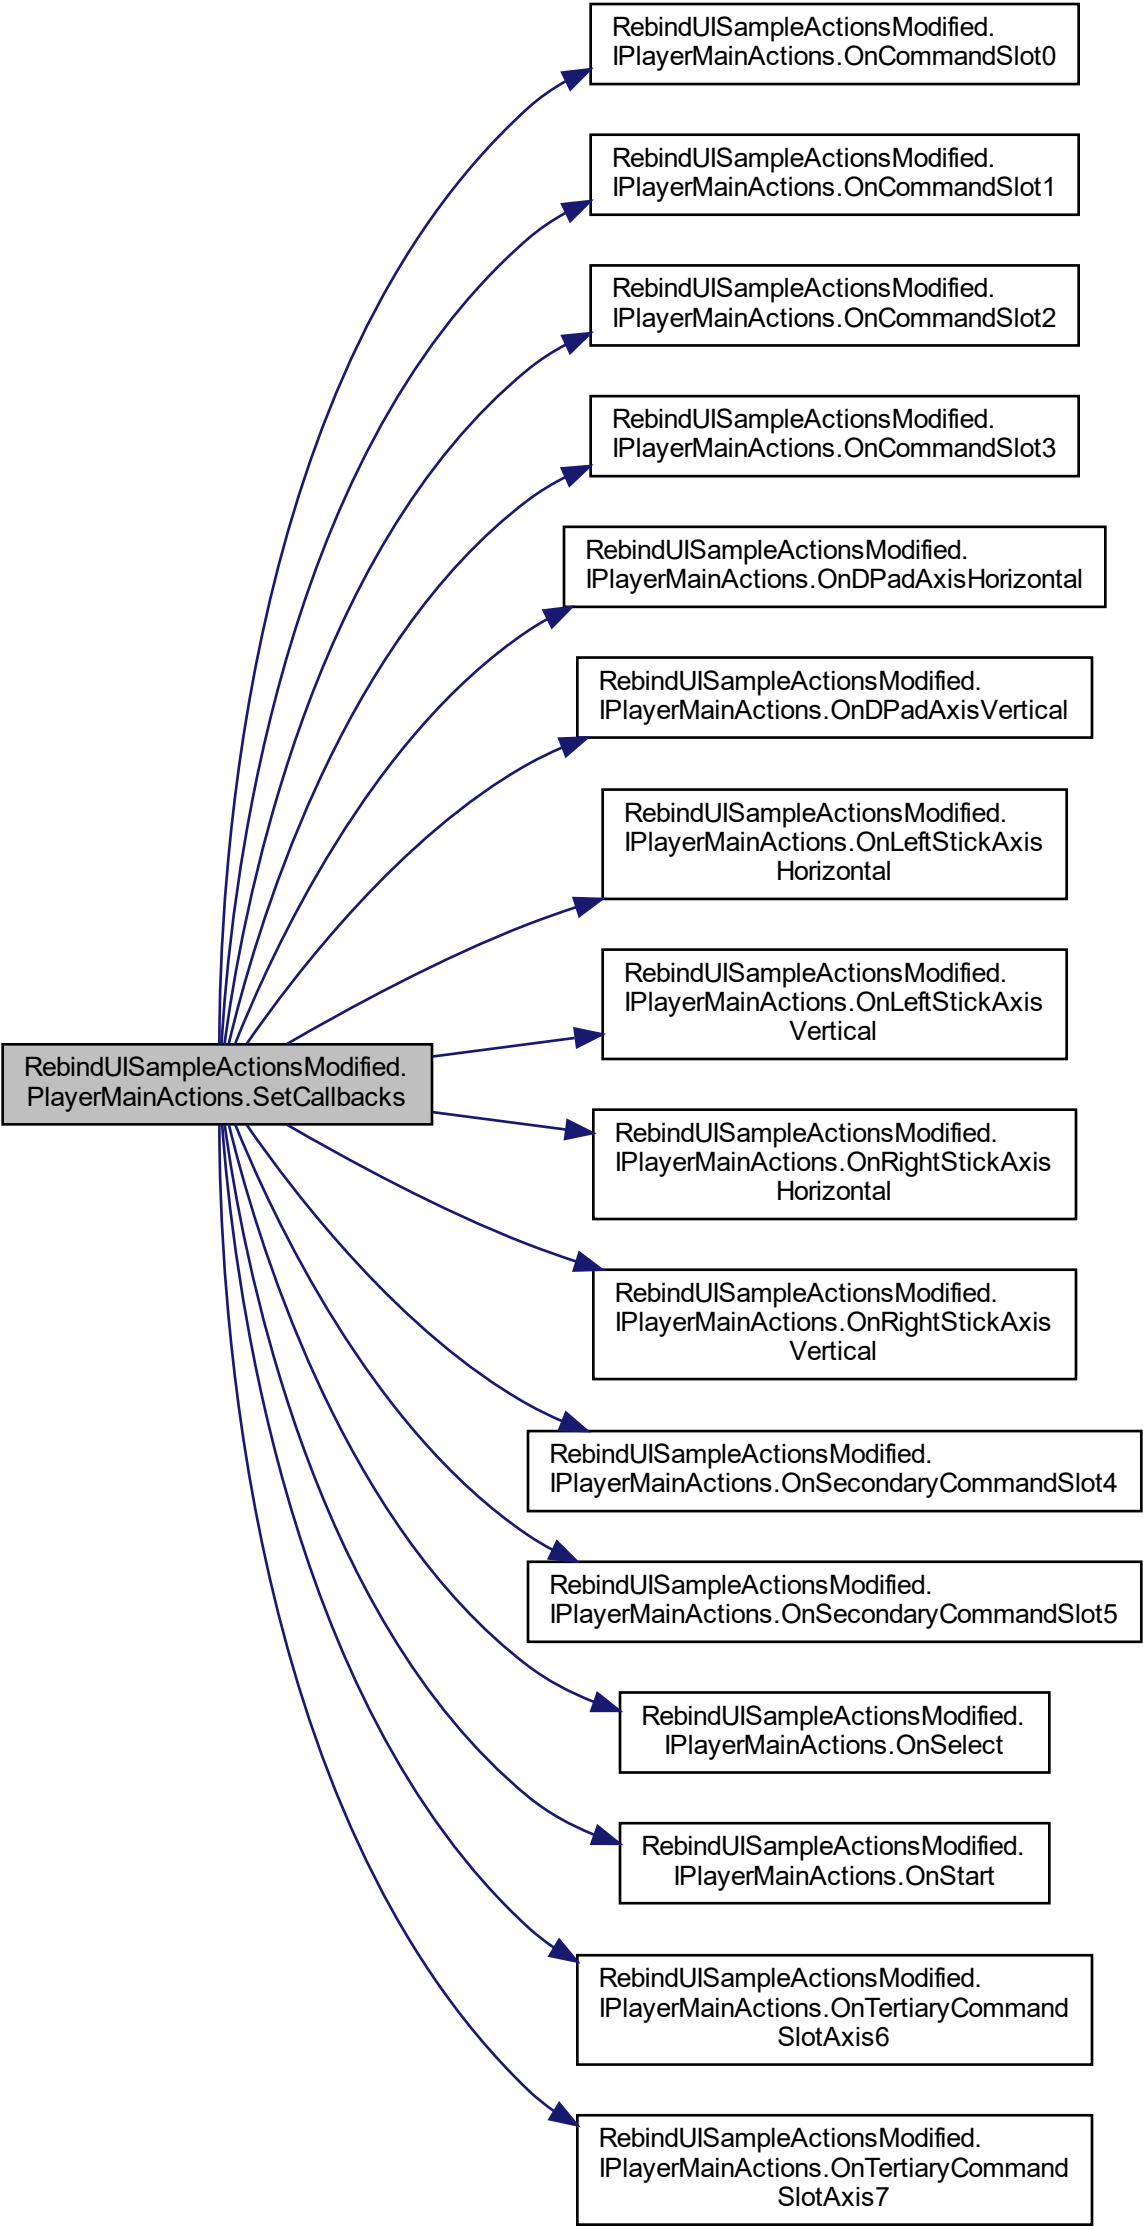 RebindUISampleActionsModified.
IPlayerMainActions.OnCommandSlot0
RebindUISampleActionsModified.
IPlayerMainActions.OnCommandSlot1
RebindUISampleActionsModified.
IPlayerMainActions.OnCommandSlot2
RebindUISampleActionsModified.
IPlayerMainActions.OnCommandSlot3
RebindUISampleActionsModified.
IPlayerMainActions.OnDPadAxisHorizontal
RebindUISampleActionsModified.
IPlayerMainActions.OnDPadAxisVertical
RebindUISampleActionsModified.
IPlayerMainActions.OnLeftStickAxis
Horizontal
RebindUISampleActionsModified.
IPlayerMainActions.OnLeftStickAxis
Vertical
RebindUISampleActionsModified.
PlayerMainActions.SetCallbacks
RebindUISampleActionsModified.
IPlayerMainActions.OnRightStickAxis
Horizontal
RebindUISampleActionsModified.
IPlayerMainActions.OnRightStickAxis
Vertical
RebindUISampleActionsModified.
IPlayerMainActions.OnSecondaryCommandSlot4
RebindUISampleActionsModified.
IPlayerMainActions.OnSecondaryCommandSlot5
RebindUISampleActionsModified.
IPlayerMainActions.OnSelect
RebindUISampleActionsModified.
IPlayerMainActions.OnStart
RebindUISampleActionsModified.
IPlayerMainActions.OnTertiaryCommand
SlotAxis6
RebindUISampleActionsModified.
IPlayerMainActions.OnTertiaryCommand
SlotAxis7